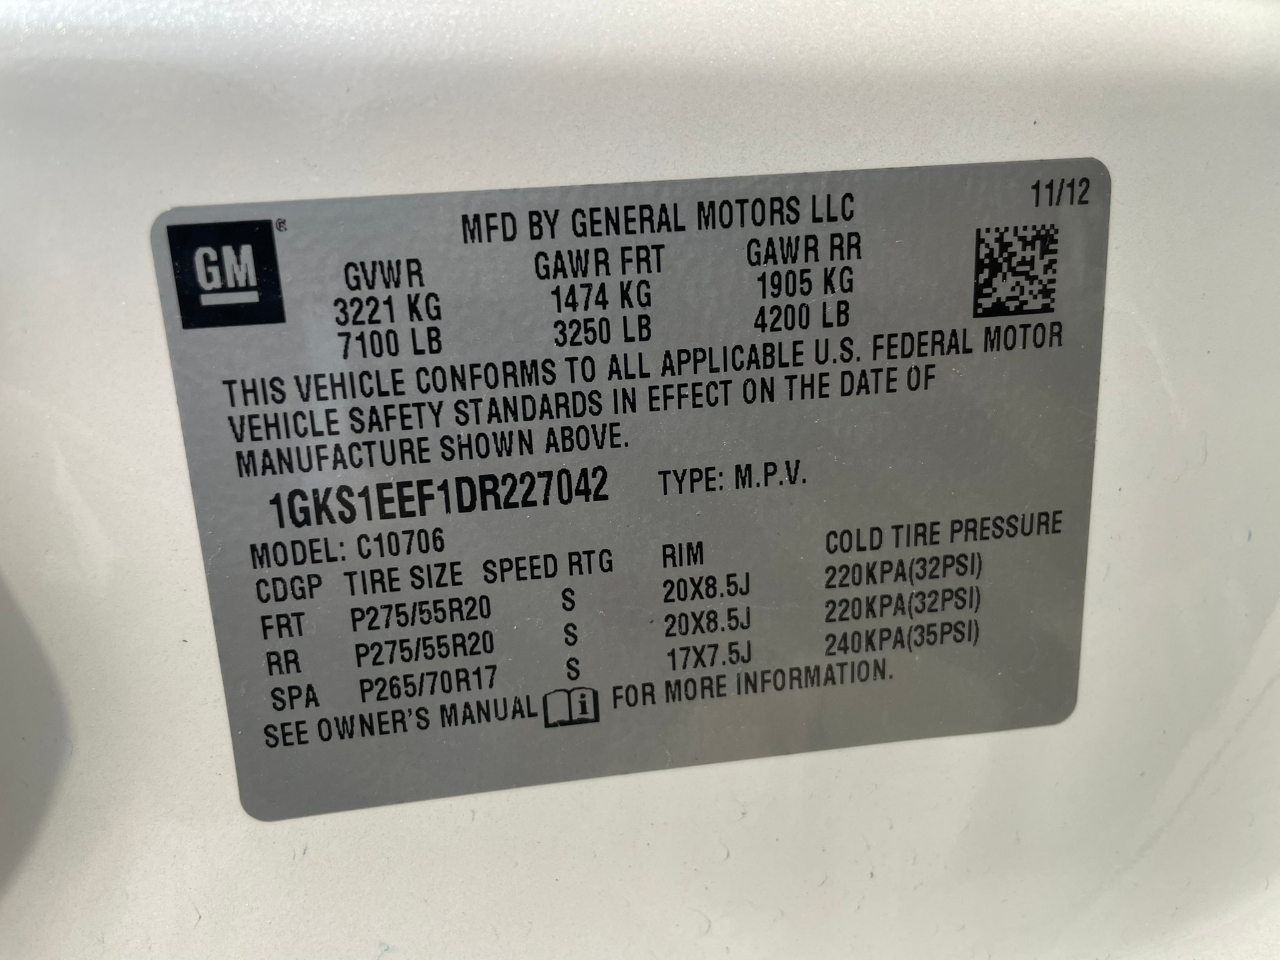 11/12
GM®
MFD BY GENERAL MOTORS LLC
GVWR GAWR FRT GAWR RR
3221 KG 1474 KG 1905 KG
7100 LB 3250 LB 4200 LB
THIS VEHICLE CONFORMS TO ALL APPLICABLE U.S. FEDERAL MOTOR
VEHICLE SAFETY STANDARDS IN EFFECT ON THE DATE OF
MANUFACTURE SHOWN ABOVE.
1GKS1EEF1DR227042 TYPE: M.P.V.
MODEL: C10706
CDGP TIRE SIZE SPEED RTG RIM COLD TIRE PRESSURE
FRT P275/55R20 S 20X8.5J 220KPA(32PSI)
RR P275/55R20 S 20X8.5J 220KPA(32PSI)
SPA P265/70R17 S 17X7.5J 240KPA(35PSI)
SEE OWNER'S MANUAL i FOR MORE INFORMATION.